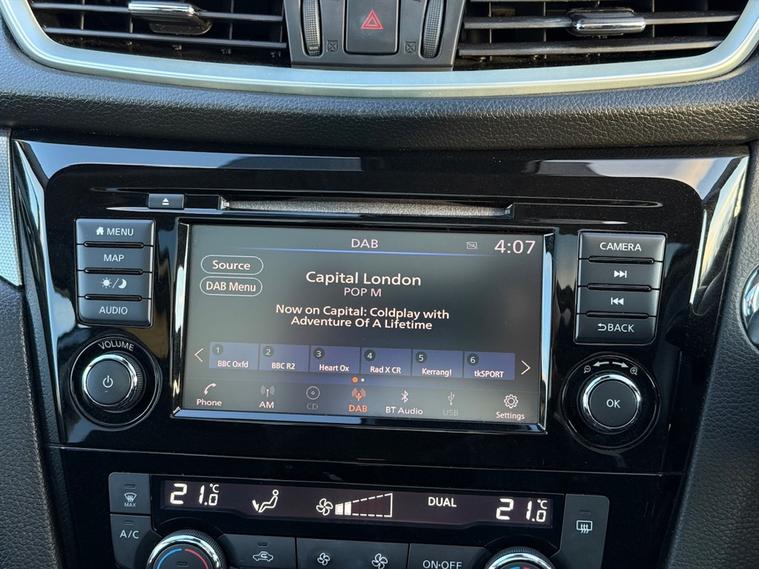 DAB
TA
4:07
MENU
MAP
AUDIO
CAMERA
BACK
Source
DAB Menu
Capital London
POP M
Now on Capital: Coldplay with
Adventure Of A Lifetime
1 2 3 4 5 6
BBC Oxfd BBC R2 Heart Ox Rad X CR Kerrang! tkSPORT
Phone AM CD DAB BT Audio USB Settings
VOLUME
OK
21.0 °C DUAL 21.0 °C
MAX
A/C
ON·OFF